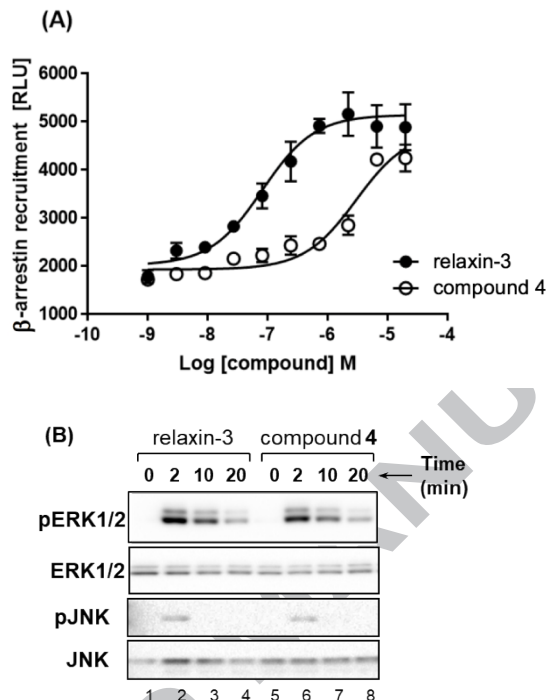 (A)
β-arrestin recruitment [RLU]
6000
5000
4000
3000
2000
1000
-10 -9 -8 -7 -6 -5 -4
Log [compound] M
relaxin-3
compound 4
(B)
relaxin-3 compound 4
0 2 10 20 0 2 10 20
Time
(min)
pERK1/2
ERK1/2
pJNK
JNK
1 2 3 4 5 6 7 8